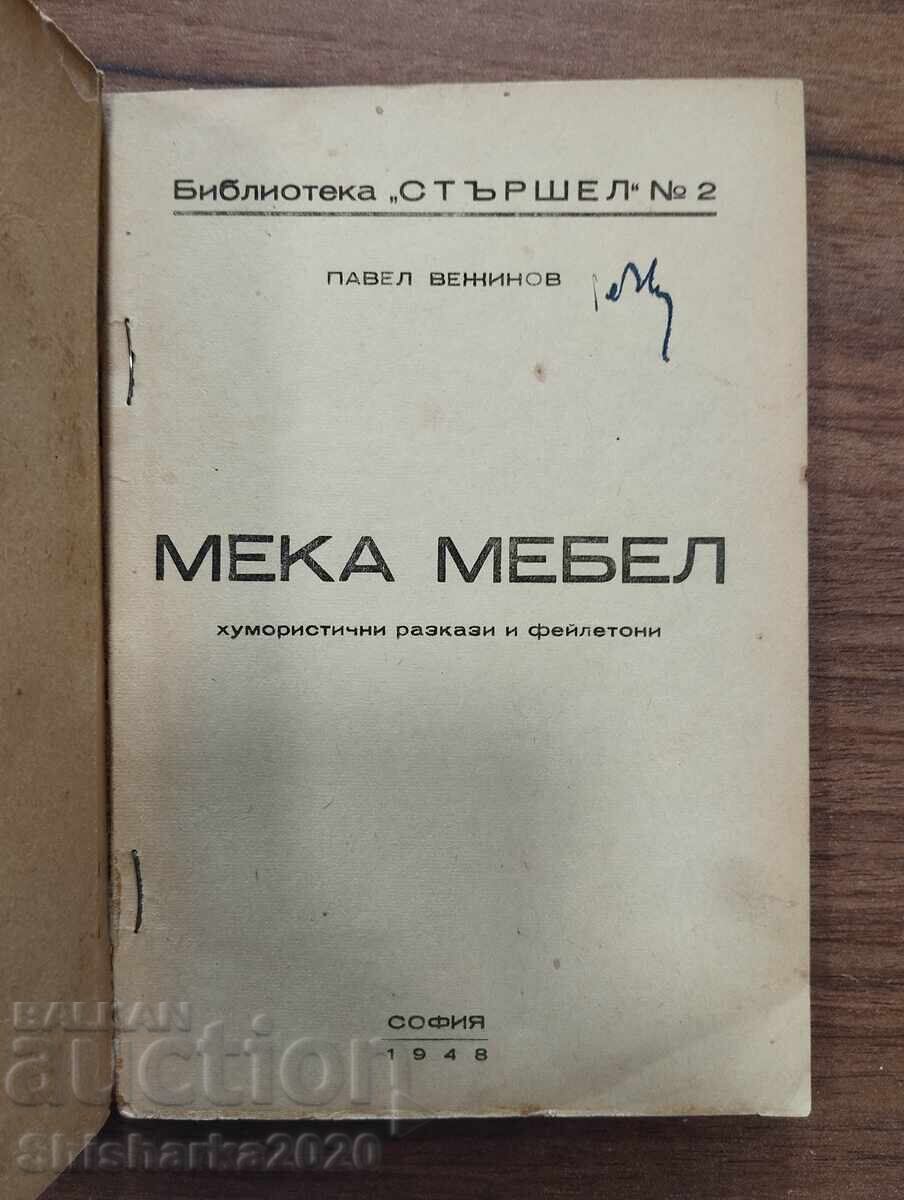 Библиотека „СТЪРШЕЛ“ № 2
ПАВЕЛ ВЕЖИНОВ
МЕКА МЕБЕЛ
хумористични разкази и фейлетони
СОФИЯ
1948
BALKAN
auction
Shisharka2020